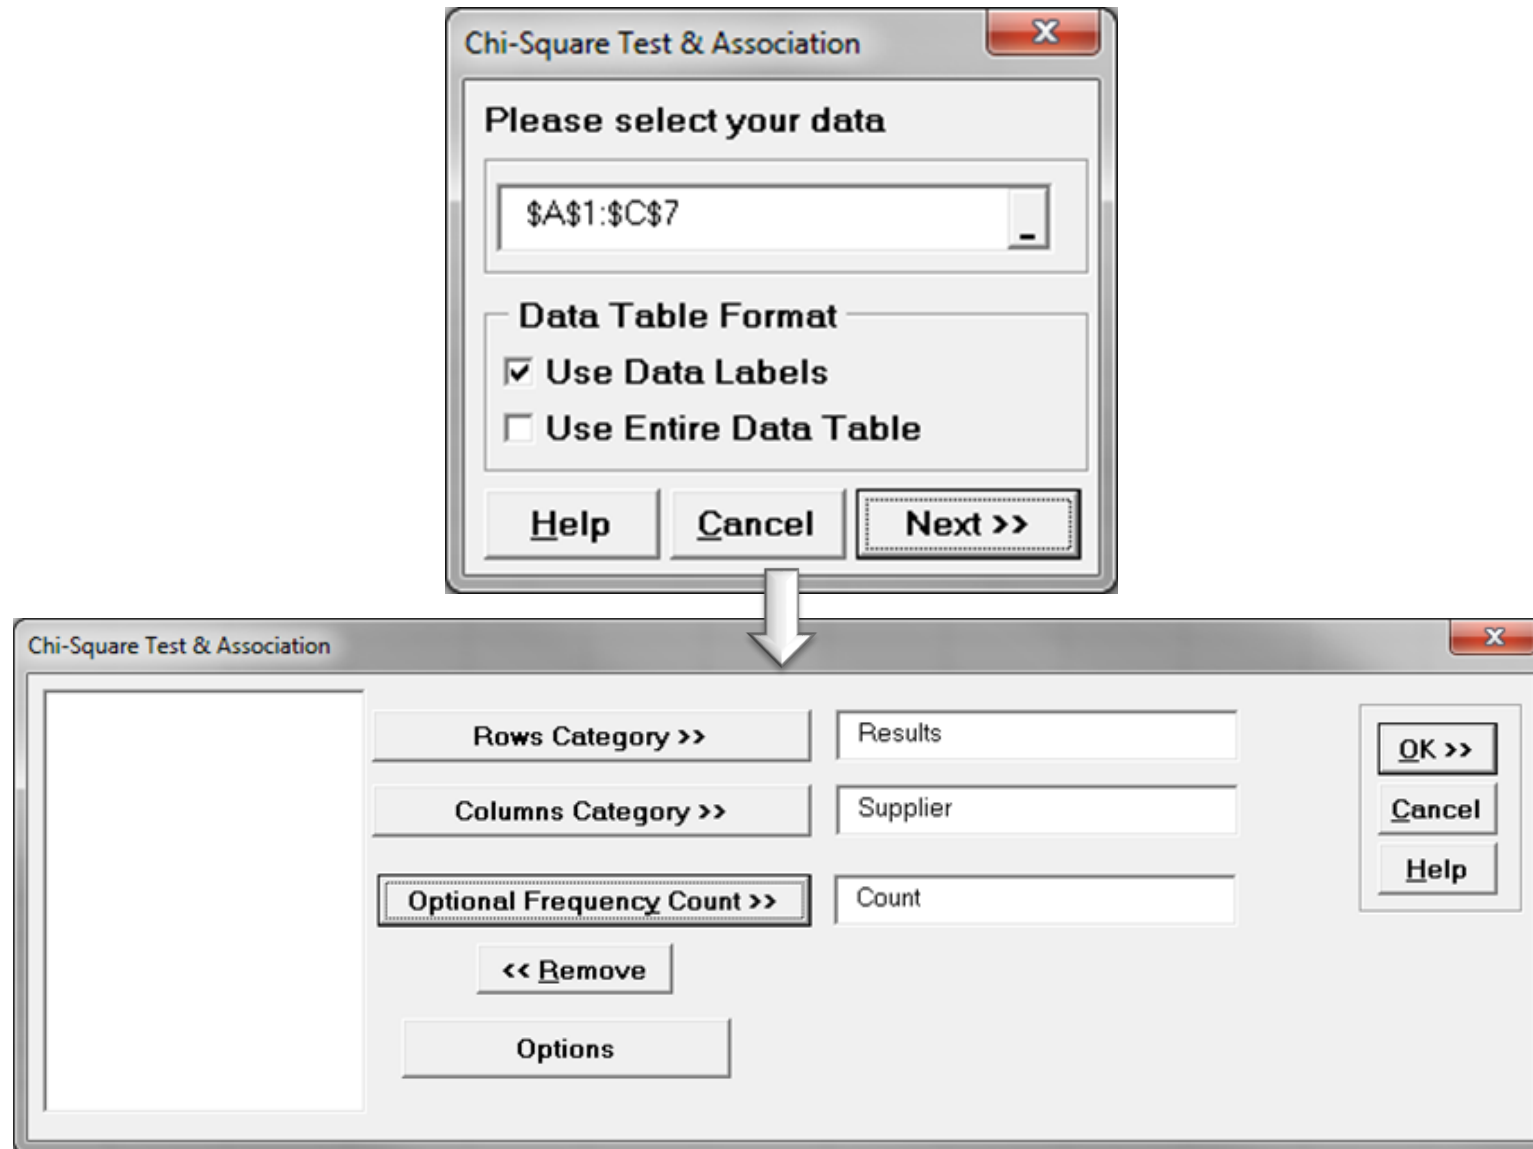 Chi-Square Test & Association
x
Please select your data
$A$1:$C$7
_
Data Table Format
Use Data Labels
Use Entire Data Table
Help Cancel Next >>
Chi-Square Test & Association
x
Rows Category >> Results OK >>
Columns Category >> Supplier Cancel
Optional Frequency Count >> Count Help
<< Remove
Options